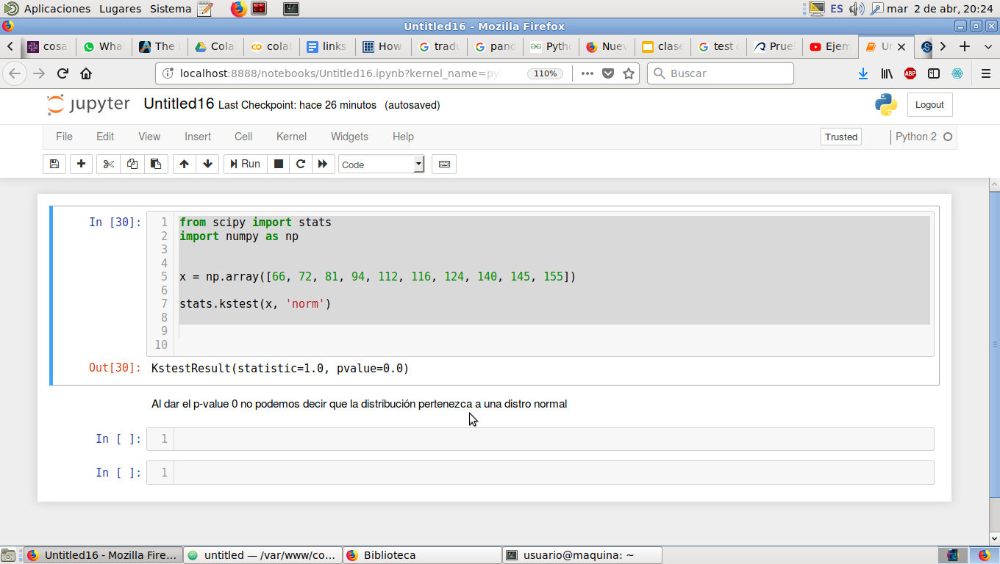 Aplicaciones Lugares Sistema ES mar 2 de abr, 20:24
Untitled16 - Mozilla Firefox
cosa What The Cola cola links How tradu pand Pyth Nuev clase test Prue Ejem Un
localhost:8888/notebooks/Untitled16.ipynb?kernel_name=py 110% Buscar ABP
jupyter Untitled16 Last Checkpoint: hace 26 minutos (autosaved) Logout
File Edit View Insert Cell Kernel Widgets Help Trusted Python 2
Run Code
In [30]: 1 from scipy import stats
2 import numpy as np
3
4
5 x = np.array([66, 72, 81, 94, 112, 116, 124, 140, 145, 155])
6
7 stats.kstest(x, 'norm')
8
9
10
Out[30]: KstestResult(statistic=1.0, pvalue=0.0)
Al dar el p-value 0 no podemos decir que la distribución pertenezca a una distro normal
In [ ]: 1
In [ ]: 1
Untitled16 - Mozilla Fire... untitled — /var/www/co... Biblioteca usuario@maquina: ~